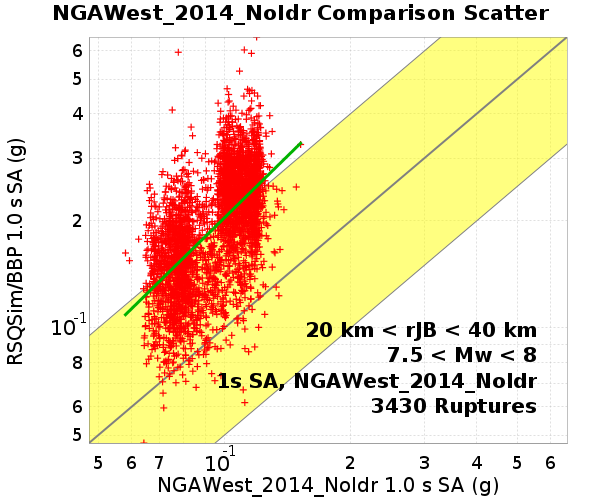 NGAWest_2014_NoIdr Comparison Scatter
RSQSim/BBP 1.0 s SA (g)
6
5
4
3
2
10-1
8
6
5
20 km < rJB < 40 km
7.5 < Mw < 8
1s SA, NGAWest_2014_NoIdr
3430 Ruptures
5 6 7 10-1 2 3 4 5 6
NGAWest_2014_NoIdr 1.0 s SA (g)